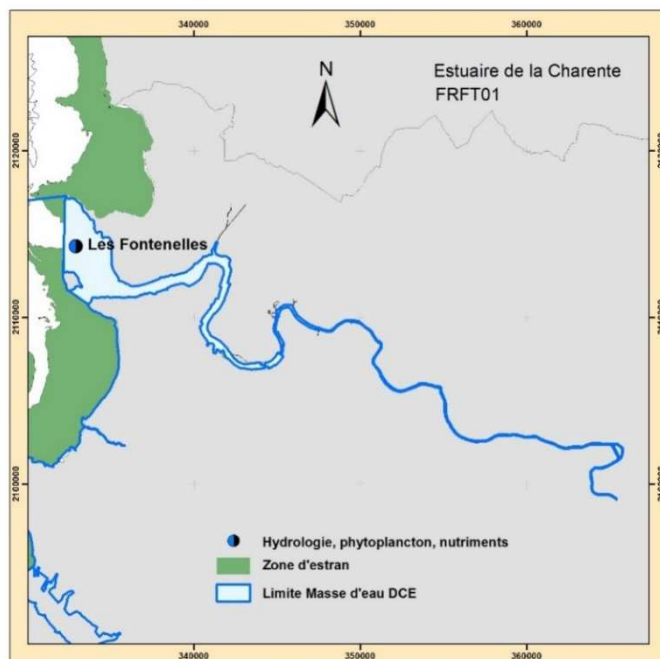 340000 350000 360000
N
Estuaire de la Charente
FRFT01
2120000
Les Fontenelles
2110000
2100000
Hydrologie, phytoplancton, nutriments
Zone d'estran
Limite Masse d'eau DCE
340000 350000 360000